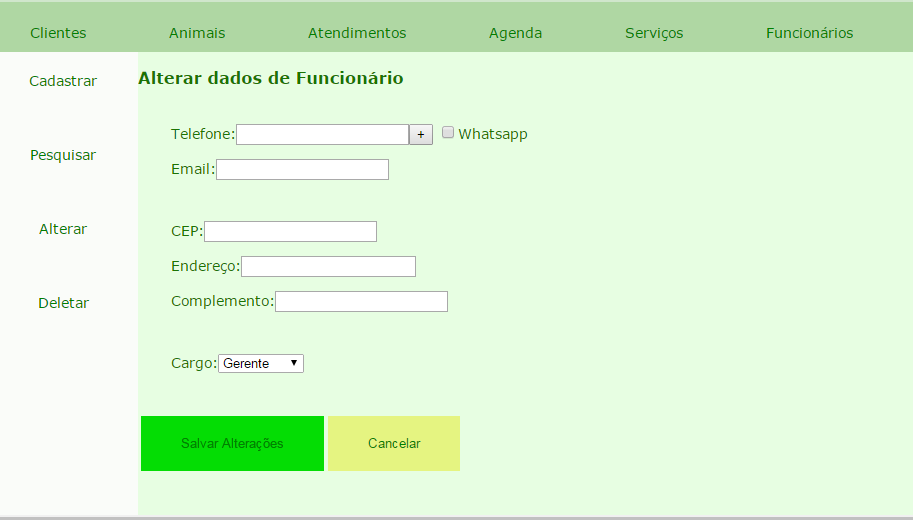 Clientes Animais Atendimentos Agenda Serviços Funcionários
Cadastrar
Pesquisar
Alterar
Deletar
Alterar dados de Funcionário
Telefone: + Whatsapp
Email:
CEP:
Endereço:
Complemento:
Cargo: Gerente
Salvar Alterações Cancelar